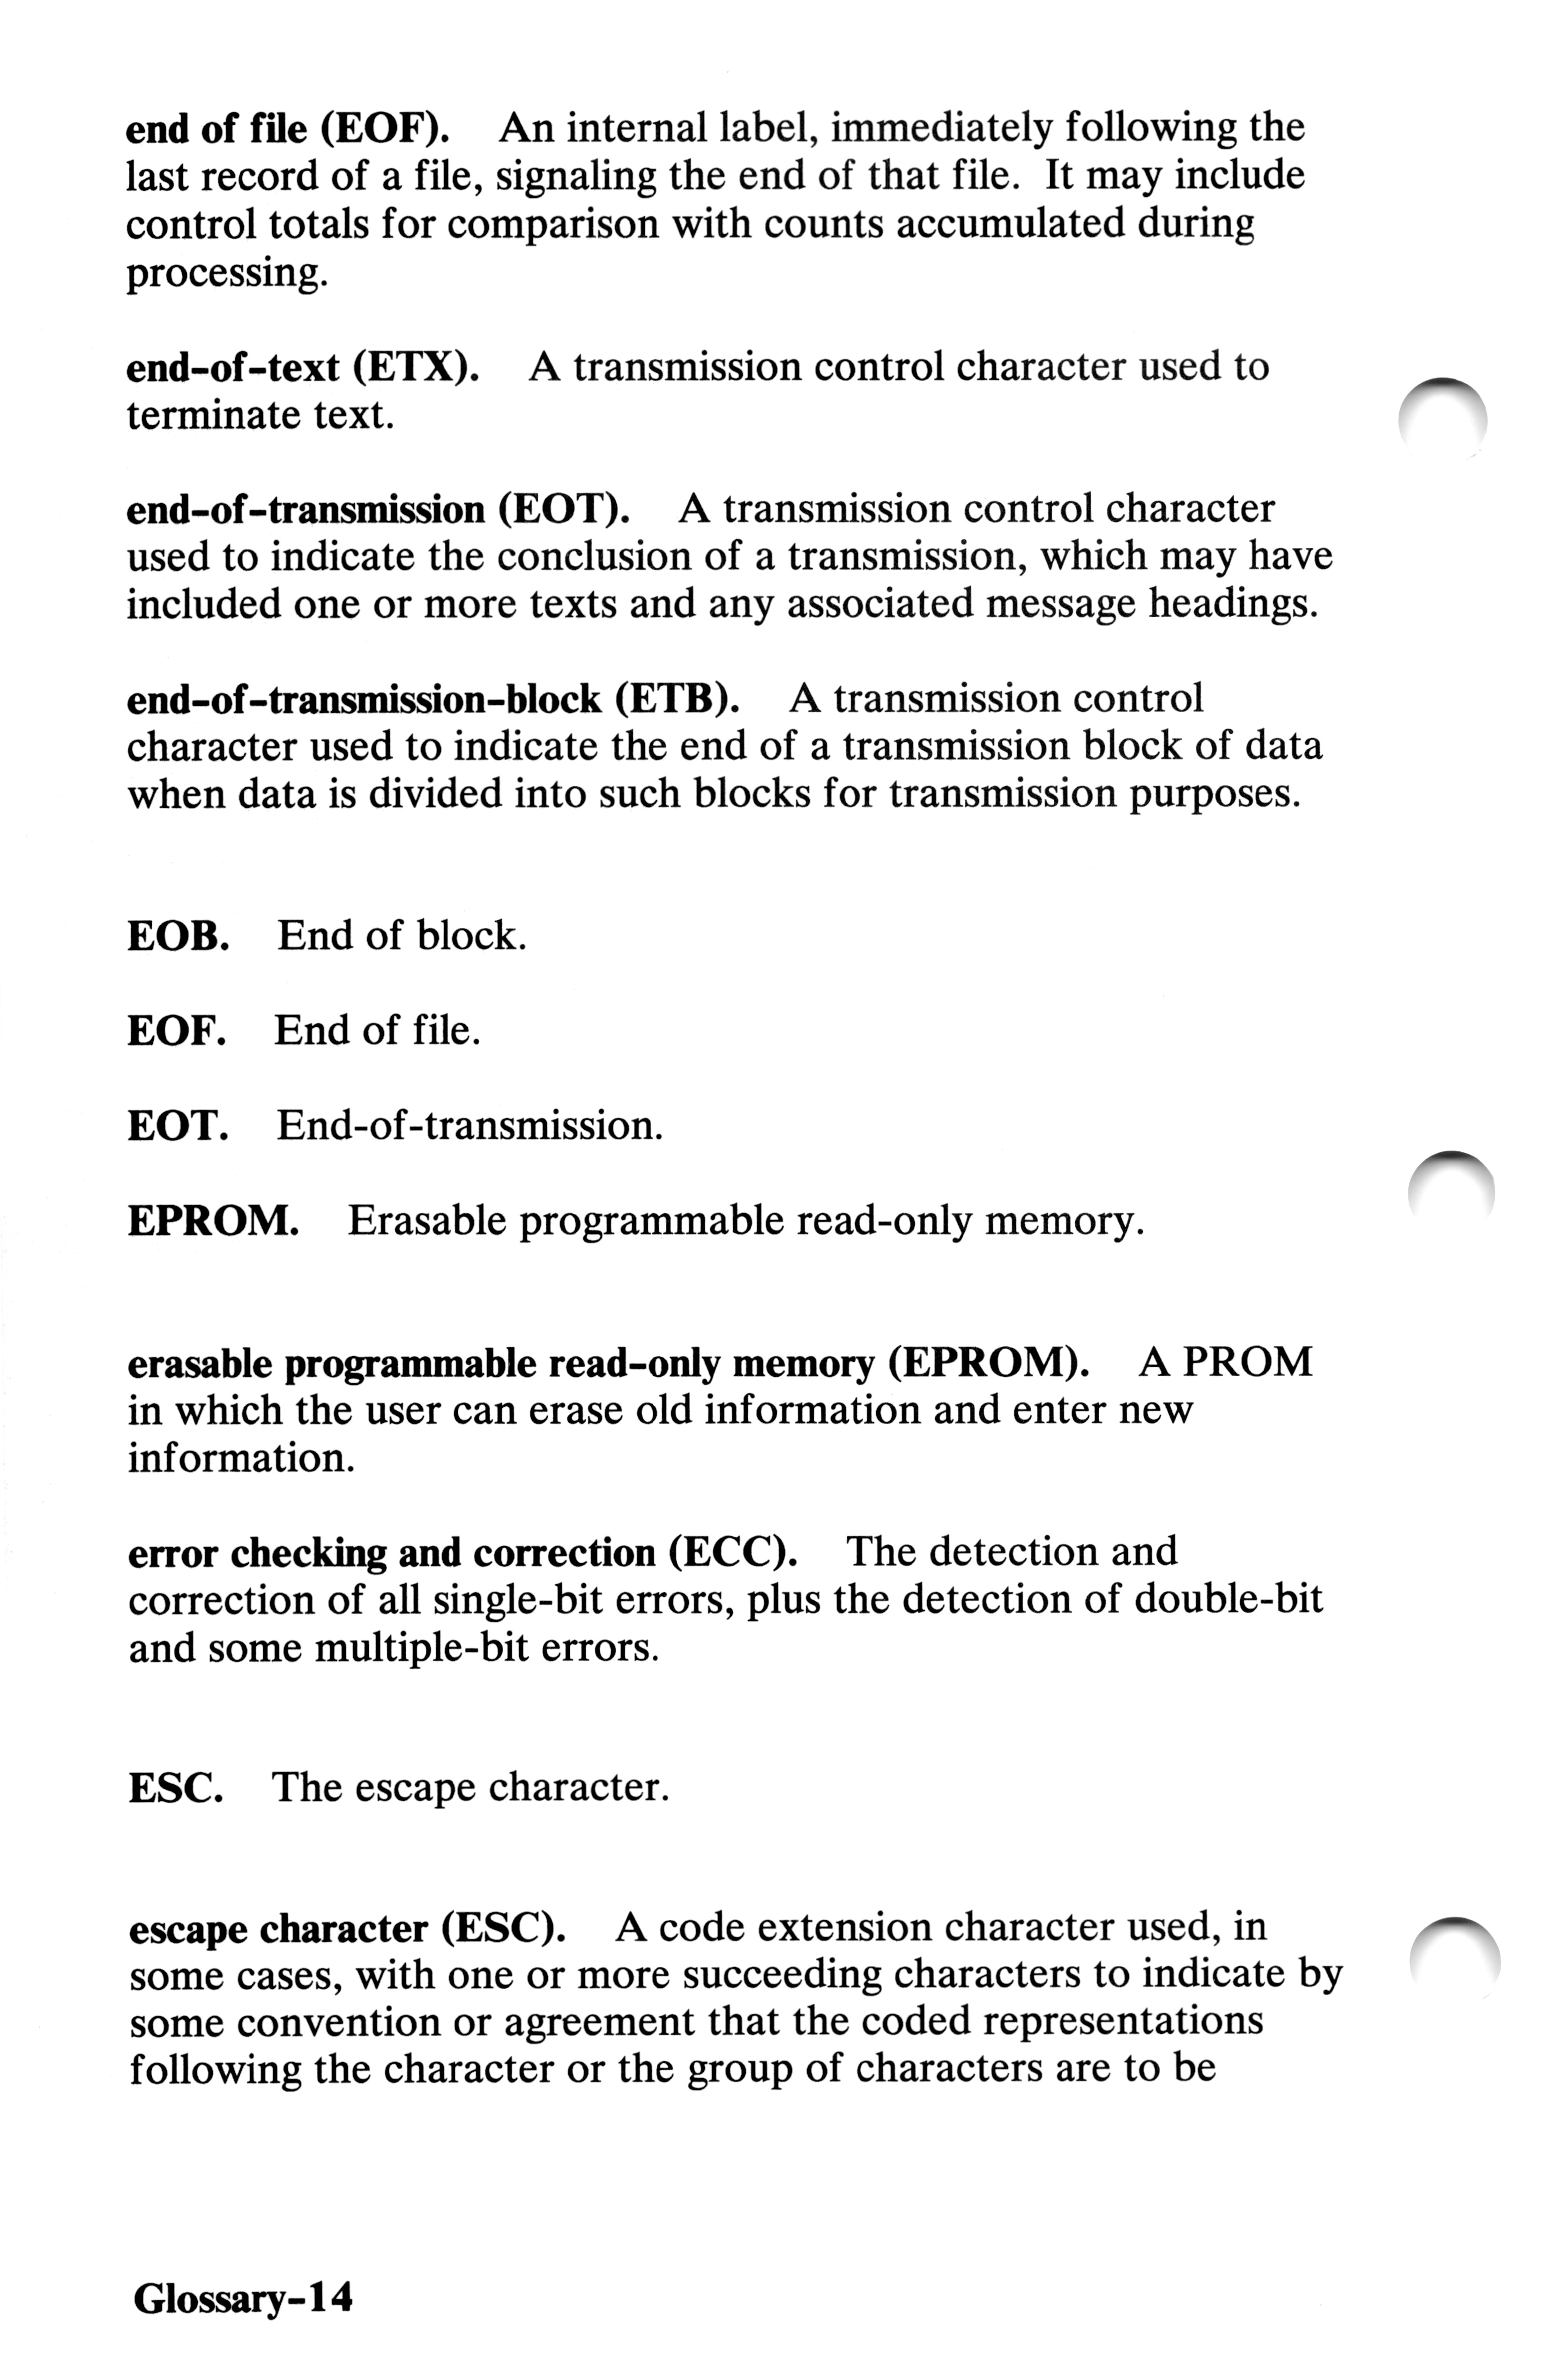 end of file (EOF). An internal label, immediately following the
last record of a file, signaling the end of that file. It may include
control totals for comparison with counts accumulated during
processing.
end-of-text (ETX). A transmission control character used to
terminate text.
end-of-transmission (EOT). A transmission control character
used to indicate the conclusion of a transmission, which may have
included one or more texts and any associated message headings.
end-of-transmission-block (ETB). A transmission control
character used to indicate the end of a transmission block of data
when data is divided into such blocks for transmission purposes.
EOB. End of block.
EOF. End of file.
EOT. End-of-transmission.
EPROM. Erasable programmable read-only memory.
erasable programmable read-only memory (EPROM). A PROM
in which the user can erase old information and enter new
information.
error checking and correction (ECC). The detection and
correction of all single-bit errors, plus the detection of double-bit
and some multiple-bit errors.
ESC. The escape character.
escape character (ESC). A code extension character used, in
some cases, with one or more succeeding characters to indicate by
some convention or agreement that the coded representations
following the character or the group of characters are to be
Glossary-14